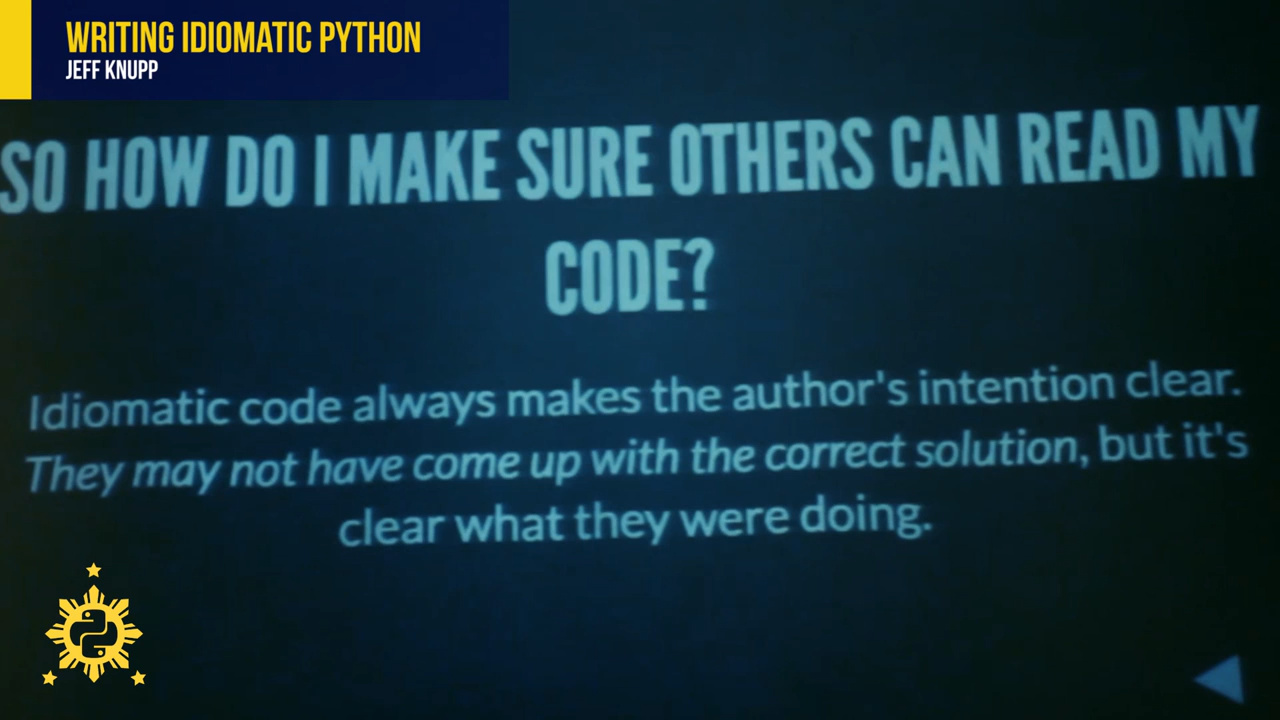 WRITING IDIOMATIC PYTHON
JEFF KNUPP
SO HOW DO I MAKE SURE OTHERS CAN READ MY
CODE?
Idiomatic code always makes the author's intention clear.
They may not have come up with the correct solution, but it's
clear what they were doing.